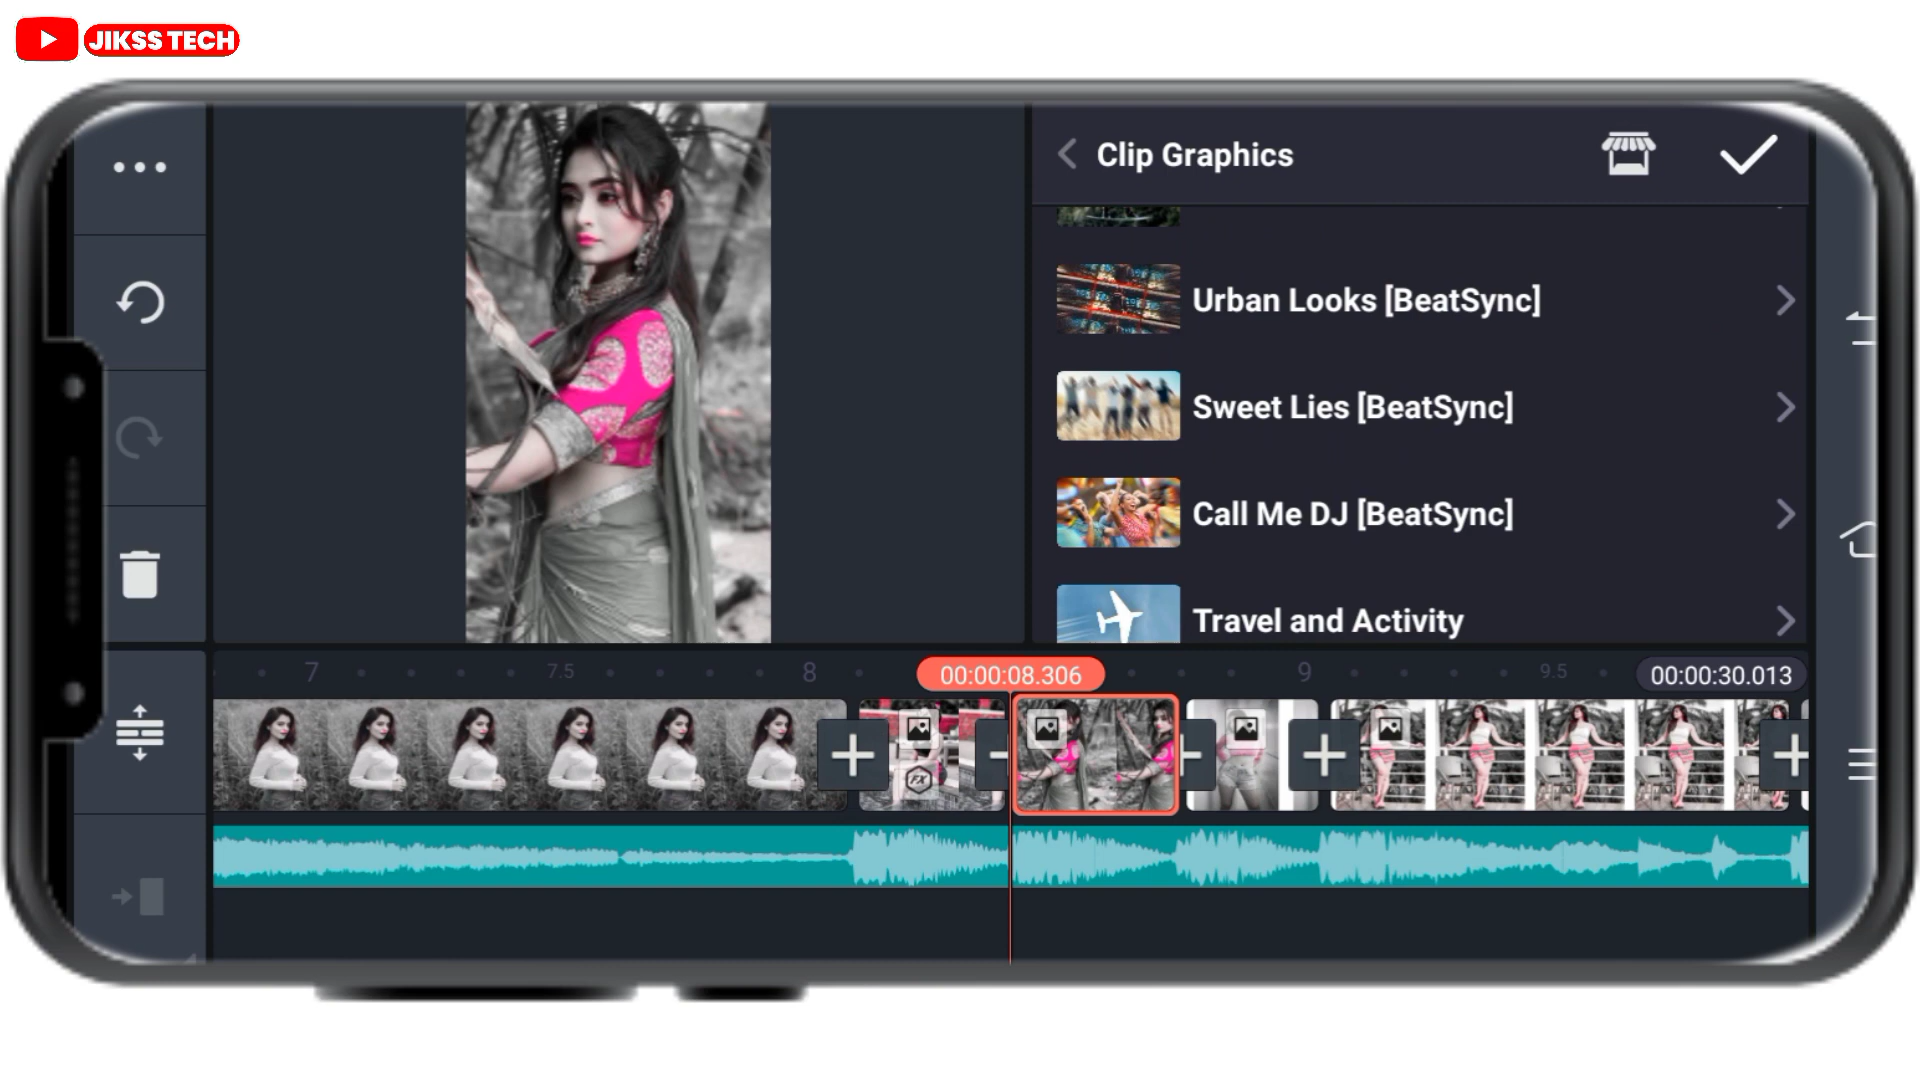 JIKSS TECH
Clip Graphics
Urban Looks [BeatSync]
Sweet Lies [BeatSync]
Call Me DJ [BeatSync]
Travel and Activity
7 7.5 8 00:00:08.306 9 9.5 00:00:30.013
FX